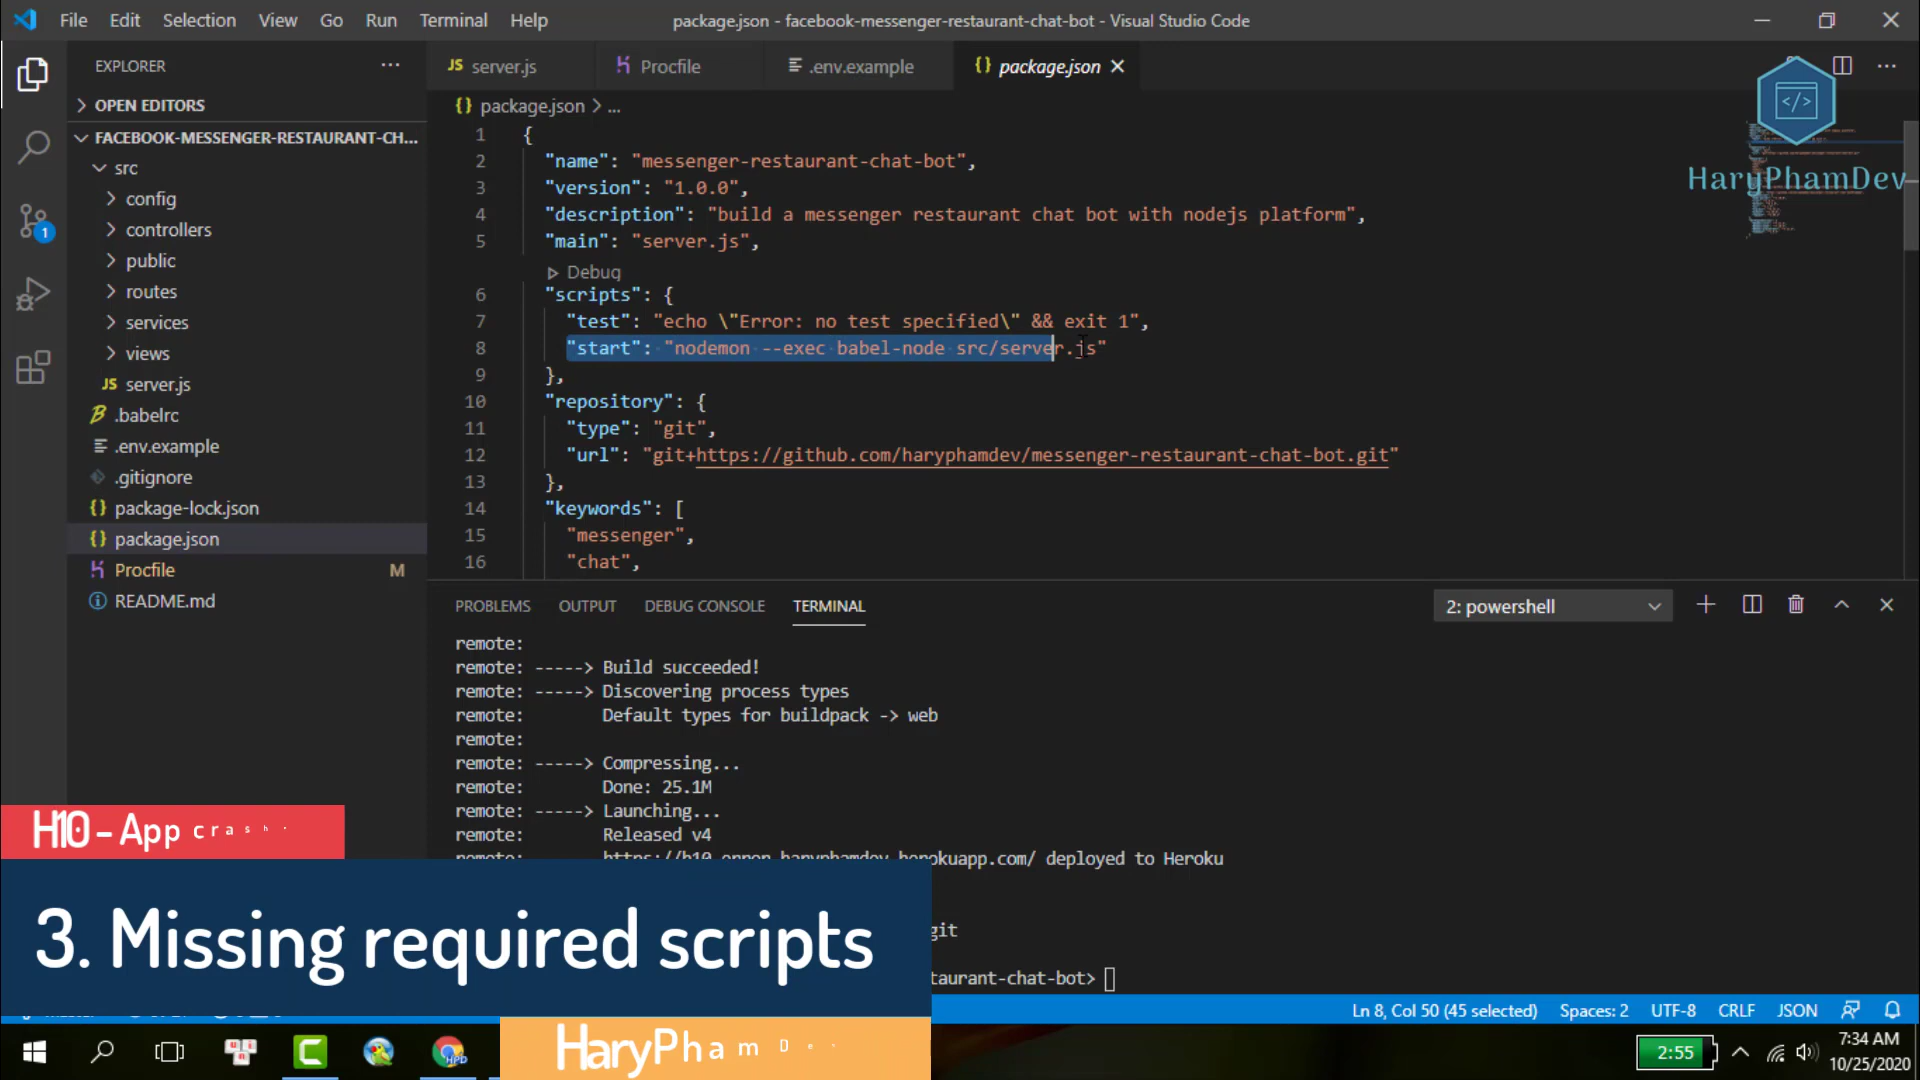 File Edit Selection View Go Run Terminal Help
package.json - facebook-messenger-restaurant-chat-bot - Visual Studio Code
EXPLORER
OPEN EDITORS
FACEBOOK-MESSENGER-RESTAURANT-CH...
src
config
controllers
public
routes
services
views
JS server.js
.babelrc
.env.example
.gitignore
{} package-lock.json
{} package.json
Procfile M
README.md
1
JS server.js
Procfile
.env.example
{} package.json
{} package.json > ...
HaryPhamDev
</>
1 {
2 "name": "messenger-restaurant-chat-bot",
3 "version": "1.0.0",
4 "description": "build a messenger restaurant chat bot with nodejs platform",
5 "main": "server.js",
Debug
6 "scripts": {
7 "test": "echo \"Error: no test specified\" && exit 1",
8 "start": "nodemon --exec babel-node src/server.js"
9 },
10 "repository": {
11 "type": "git",
12 "url": "git+https://github.com/haryphamdev/messenger-restaurant-chat-bot.git"
13 },
14 "keywords": [
15 "messenger",
16 "chat",
PROBLEMS OUTPUT DEBUG CONSOLE TERMINAL
2: powershell
remote:
remote: -----> Build succeeded!
remote: -----> Discovering process types
remote: Default types for buildpack -> web
remote:
remote: -----> Compressing...
remote: Done: 25.1M
remote: -----> Launching...
remote: Released v4
okuapp.com/ deployed to Heroku
git
taurant-chat-bot>
H10 - App crash.
3. Missing required scripts
HaryPham De.
Ln 8, Col 50 (45 selected) Spaces: 2 UTF-8 CRLF JSON
2:55
7:34 AM
10/25/2020